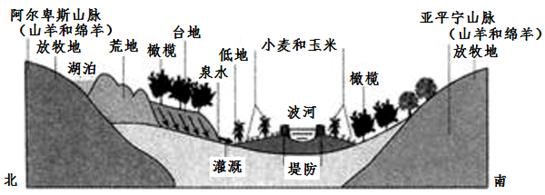 阿尔卑斯山脉
（山羊和绵羊）
放牧地
湖泊
荒地
橄榄
台地
泉水
低地
小麦和玉米
波河
橄榄
亚平宁山脉
（山羊和绵羊）
放牧地
灌溉
堤防
北
南